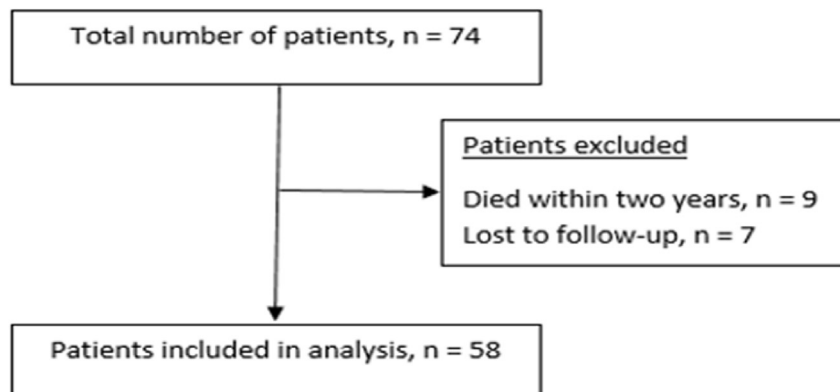 Total number of patients, n = 74
Patients excluded
Died within two years, n = 9
Lost to follow-up, n = 7
Patients included in analysis, n = 58